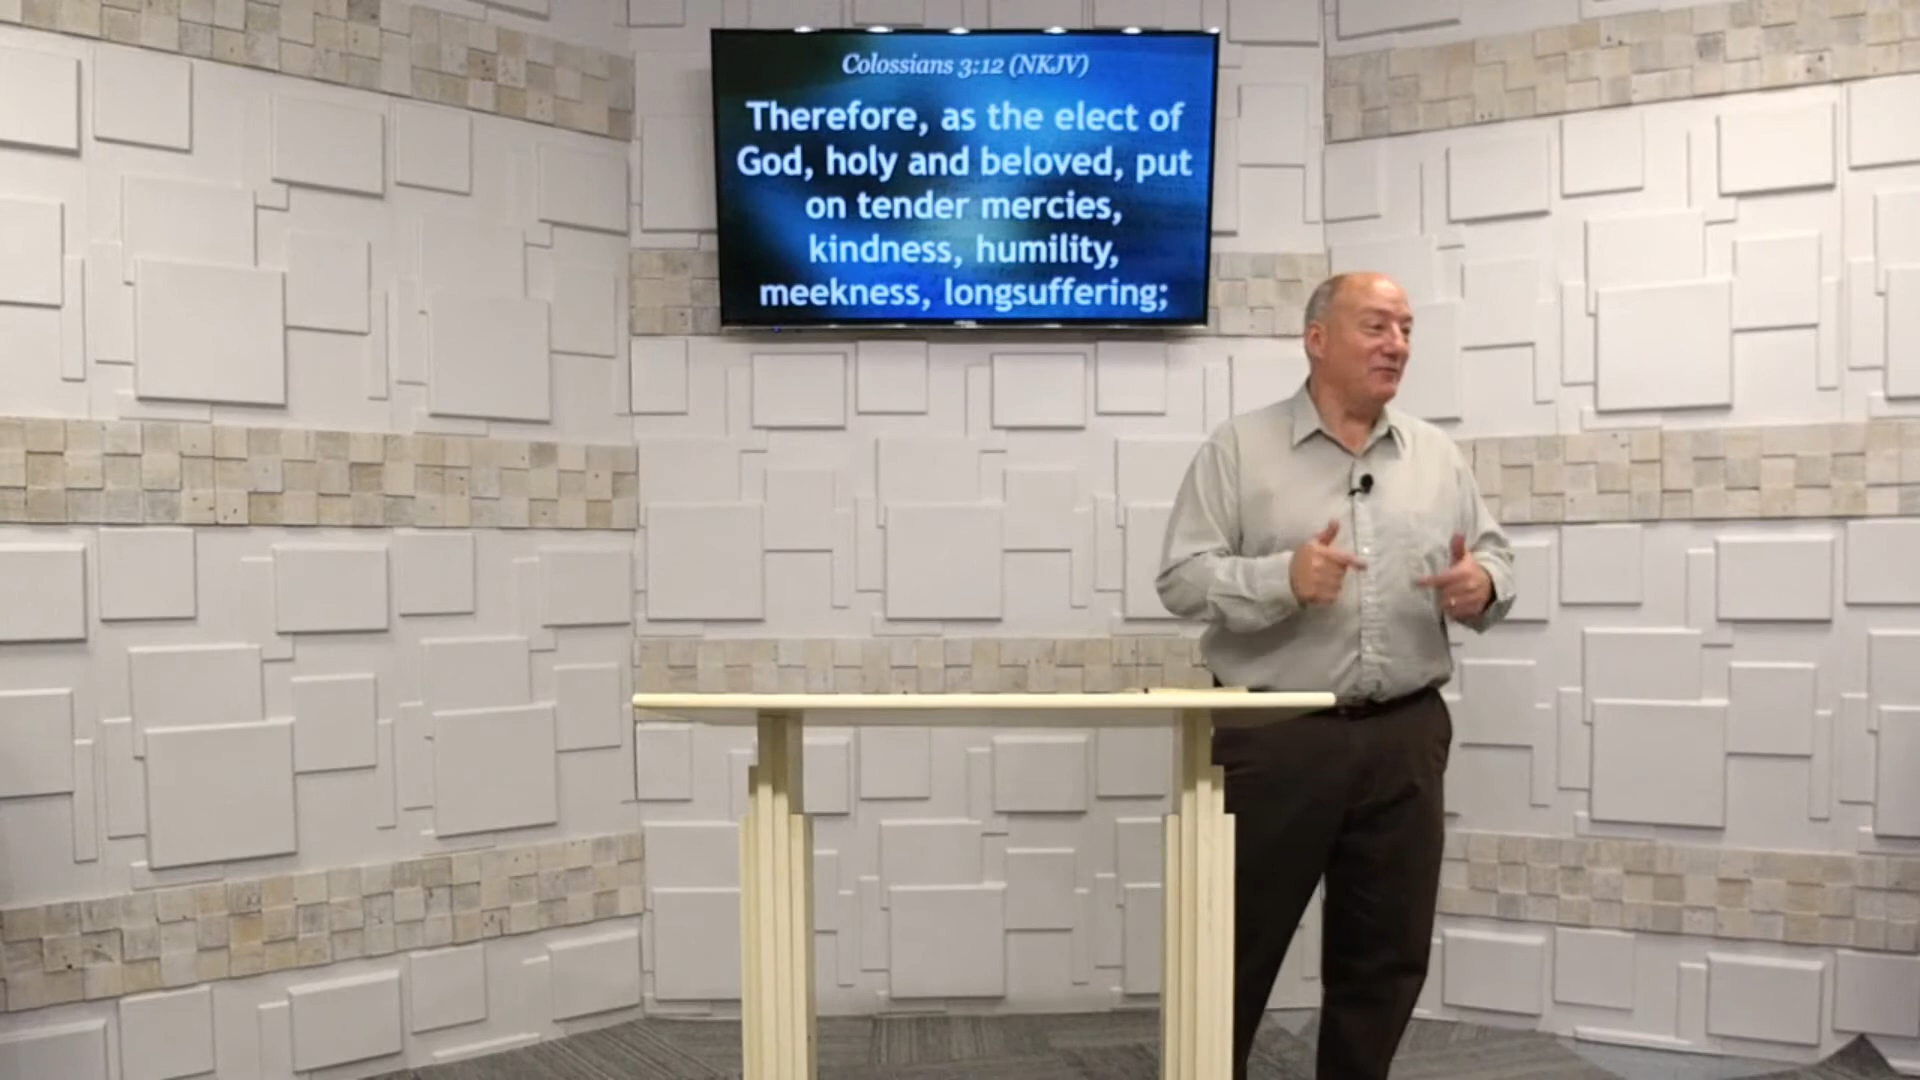 Colossians 3:12 (NKJV)
Therefore, as the elect of
God, holy and beloved, put
on tender mercies,
kindness, humility,
meekness, longsuffering;